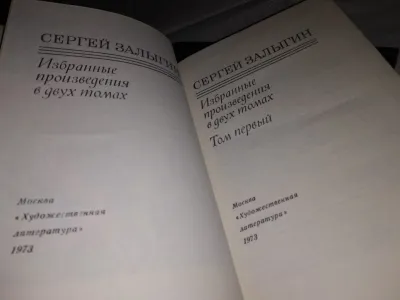 СЕРГЕЙ ЗАЛЫГИН
Избранные
произведения
в двух томах
Москва
«Художественная
литература»
1973
СЕРГЕЙ ЗАЛЫГИН
Избранные
произведения
в двух томах
Том первый
Москва
«Художественная
литература»
1973